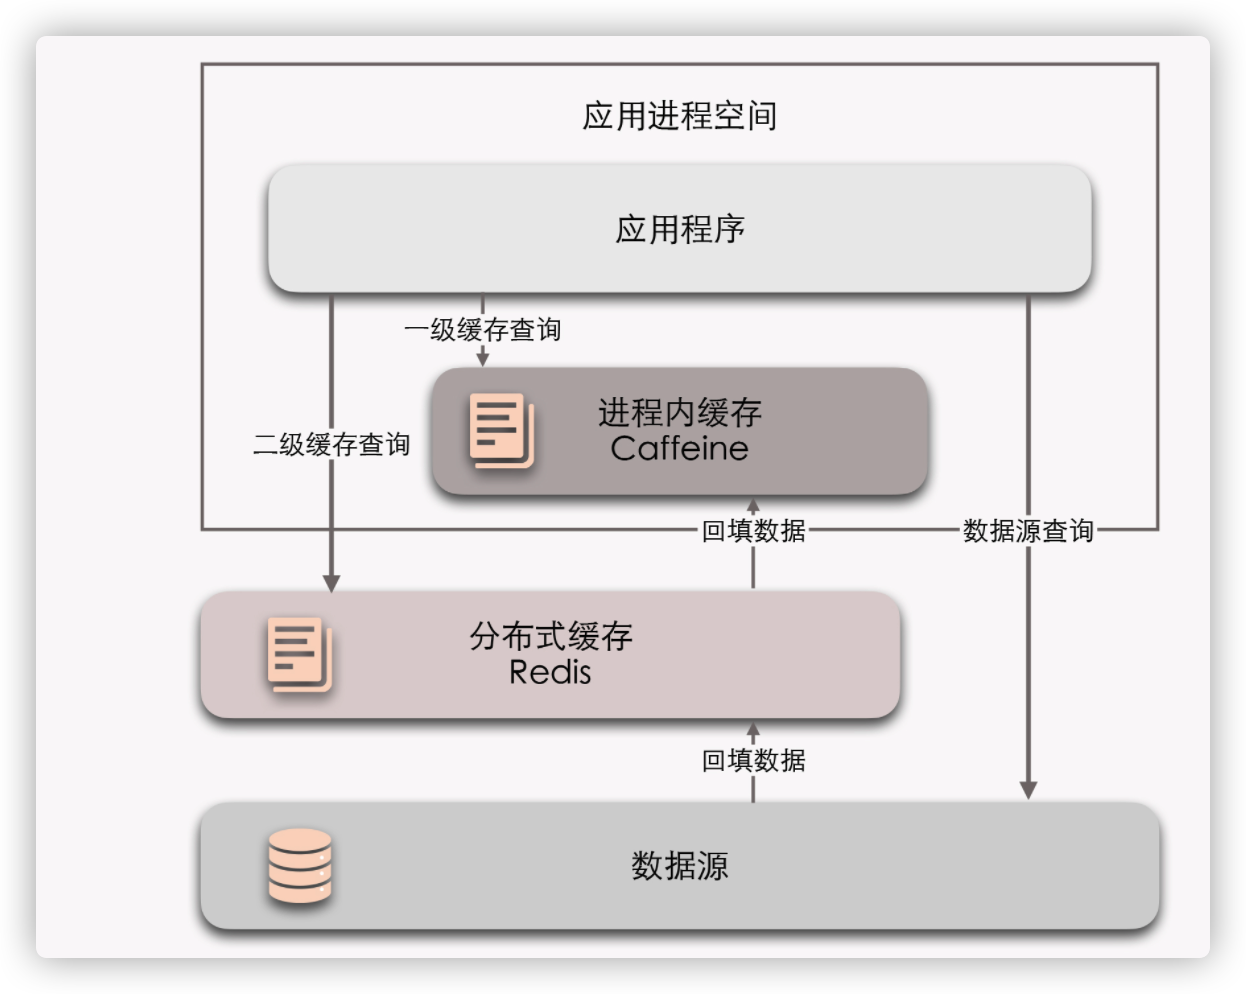 应用进程空间
应用程序
一级缓存查询
进程内缓存
Caffeine
二级缓存查询
回填数据
数据源查询
分布式缓存
Redis
回填数据
数据源